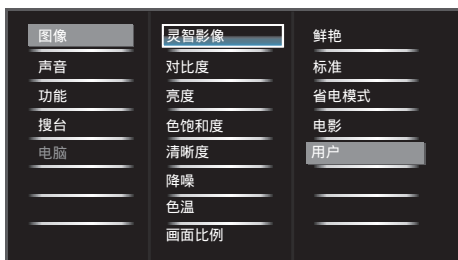 图像
声音
功能
搜台
电脑
灵智影像
对比度
亮度
色饱和度
清晰度
降噪
色温
画面比例
鲜艳
标准
省电模式
电影
用户